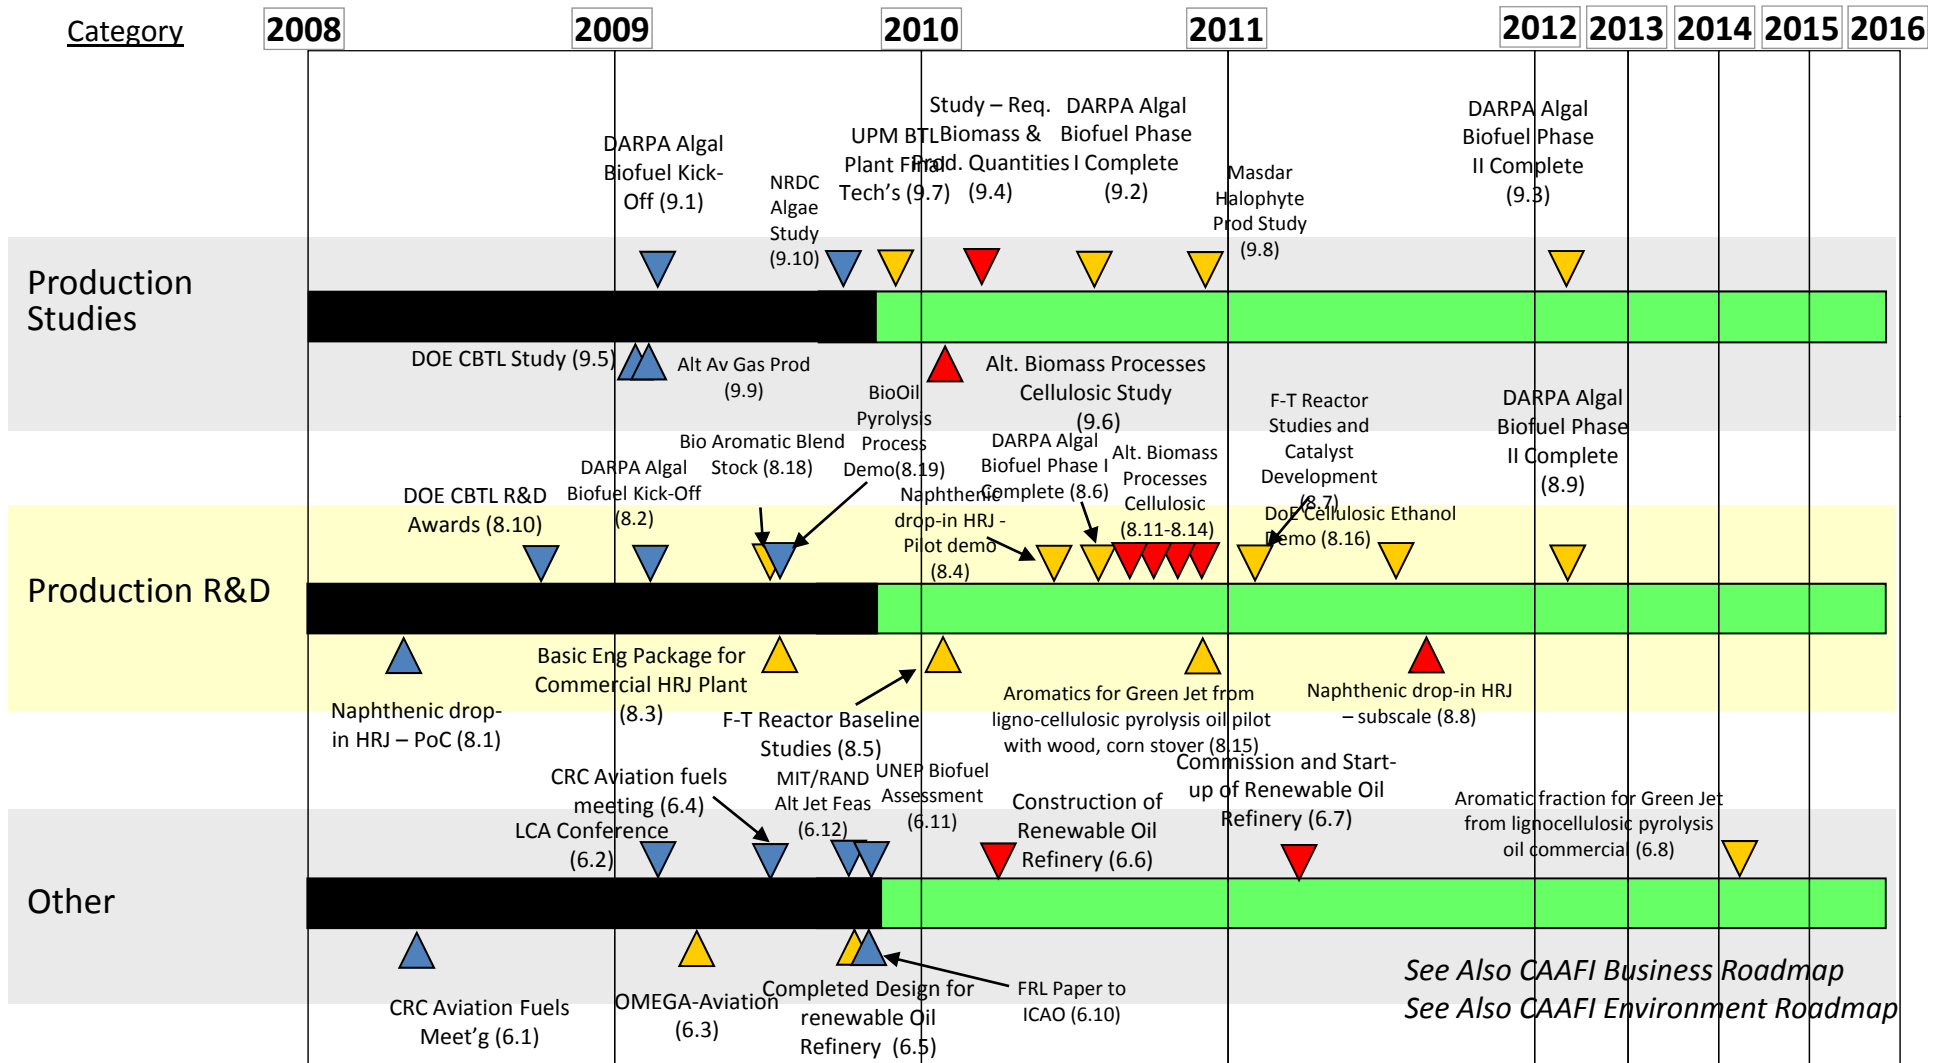 Category
2008
2009
2010
2011
2012
2013
2014
2015
2016
DARPA Algal
Biofuel Kick-
Off (9.1)
NRDC
Algae
Study
(9.10)
UPM BTL
Plant Final
Tech's (9.7)
Study – Req.
Biomass &
Prod. Quantities
(9.4)
DARPA Algal
Biofuel Phase
I Complete
(9.2)
Masdar
Halophyte
Prod Study
(9.8)
DARPA Algal
Biofuel Phase
II Complete
(9.3)
Production
Studies
DOE CBTL Study (9.5)
Alt Av Gas Prod
(9.9)
Alt. Biomass Processes
Cellulosic Study
(9.6)
DOE CBTL R&D
Awards (8.10)
DARPA Algal
Biofuel Kick-Off
(8.2)
Bio Aromatic Blend
Stock (8.18)
BioOil
Pyrolysis
Process
Demo(8.19)
Naphthenic
drop-in HRJ -
Pilot demo
(8.4)
DARPA Algal
Biofuel Phase I
Complete (8.6)
Alt. Biomass
Processes
Cellulosic
(8.11-8.14)
F-T Reactor
Studies and
Catalyst
Development
(8.7)
DoE Cellulosic Ethanol
Demo (8.16)
DARPA Algal
Biofuel Phase
II Complete
(8.9)
Production R&D
Naphthenic drop-
in HRJ – PoC (8.1)
Basic Eng Package for
Commercial HRJ Plant
(8.3)
F-T Reactor Baseline
Studies (8.5)
Aromatics for Green Jet from
ligno-cellulosic pyrolysis oil pilot
with wood, corn stover (8.15)
Naphthenic drop-in HRJ
– subscale (8.8)
CRC Aviation fuels
meeting (6.4)
LCA Conference
(6.2)
MIT/RAND
Alt Jet Feas
(6.12)
UNEP Biofuel
Assessment
(6.11)
Construction of
Renewable Oil
Refinery (6.6)
Commission and Start-
up of Renewable Oil
Refinery (6.7)
Aromatic fraction for Green Jet
from lignocellulosic pyrolysis
oil commercial (6.8)
Other
CRC Aviation Fuels
Meet'g (6.1)
OMEGA-Aviation
(6.3)
Completed Design for
renewable Oil
Refinery (6.5)
FRL Paper to
ICAO (6.10)
See Also CAAFI Business Roadmap
See Also CAAFI Environment Roadmap